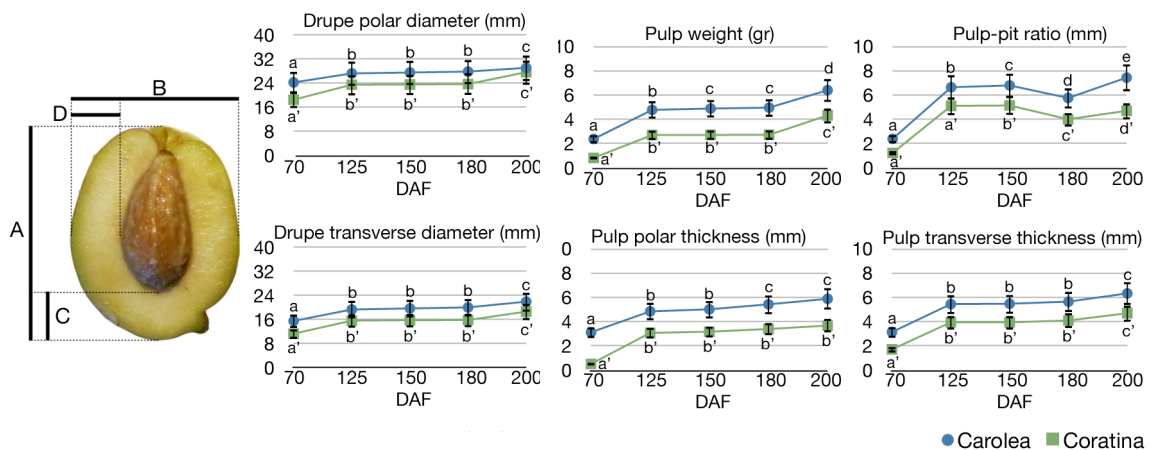 B
D
A
C
Drupe polar diameter (mm)
40
32
24
16
8
0
a
b
b
b
c
a'
b'
b'
b'
c'
70 125 150 180 200
DAF
Pulp weight (gr)
10
8
6
4
2
0
a
b
c
c
d
a'
b'
b'
b'
c'
70 125 150 180 200
DAF
Pulp-pit ratio (mm)
10
8
6
4
2
0
a
b
c
d
e
a'
a'
b'
c'
d'
70 125 150 180 200
DAF
Drupe transverse diameter (mm)
40
32
24
16
8
0
a
b
b
b
c
a'
b'
b'
b'
c'
70 125 150 180 200
DAF
Pulp polar thickness (mm)
0
8
6
4
2
0
a
b
b
c
c
a'
b'
b'
b'
b'
70 125 150 180 200
DAF
Pulp transverse thickness (mm)
10
8
6
4
2
0
a
b
b
b
c
a'
b'
b'
b'
c'
70 125 150 180 200
DAF
Carolea Coratina